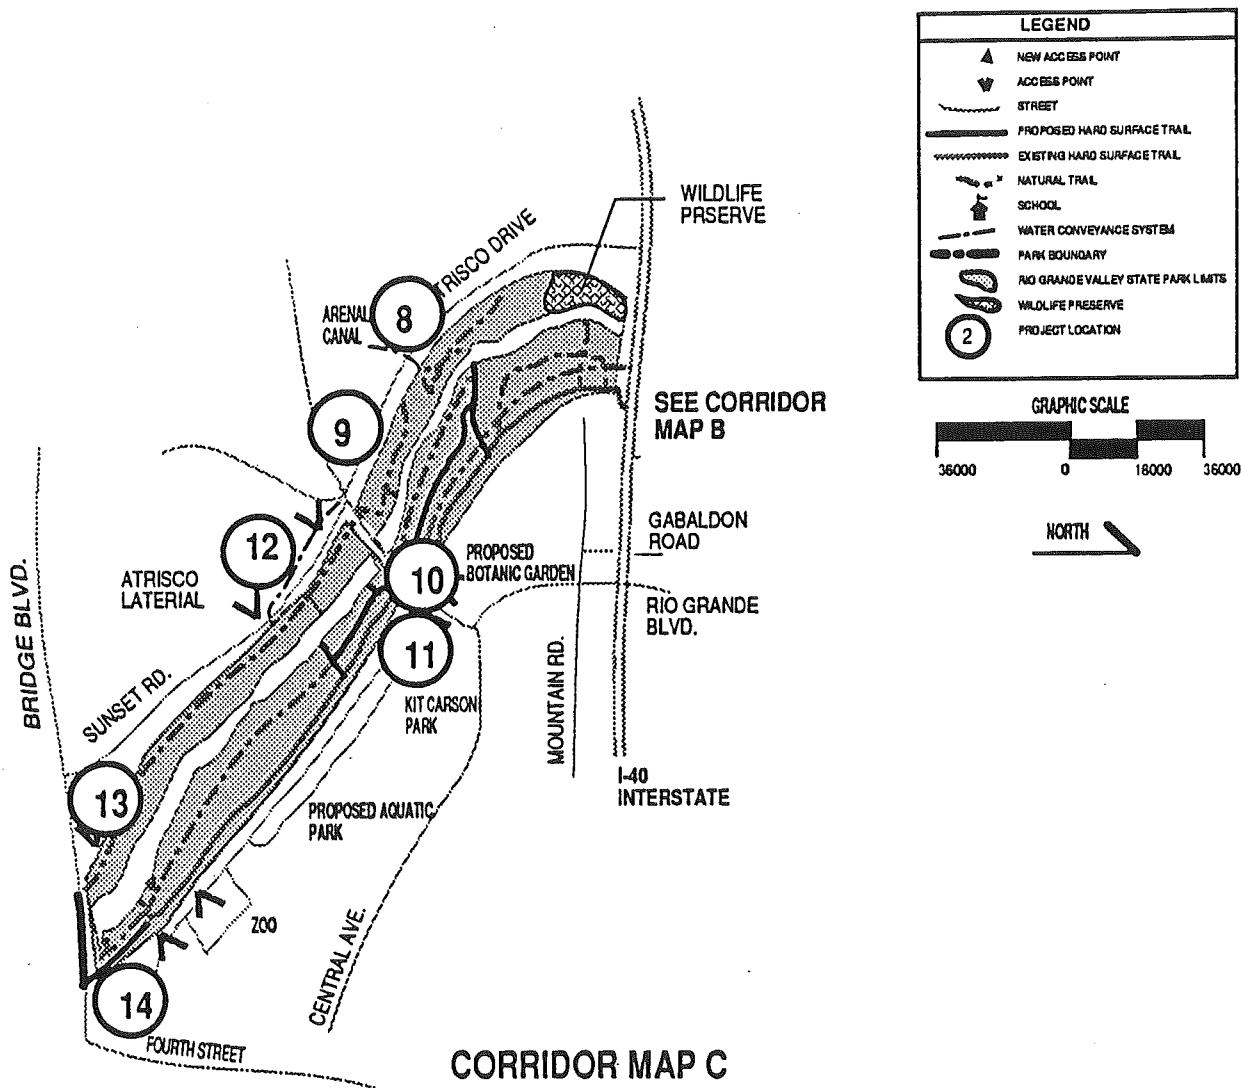 LEGEND
NEW ACCESS POINT
ACCESS POINT
STREET
PROPOSED HARD SURFACE TRAIL
EXISTING HARD SURFACE TRAIL
NATURAL TRAIL
SCHOOL
WATER CONVEYANCE SYSTEM
PARK BOUNDARY
RIO GRANDE VALLEY STATE PARK LIMITS
WILDLIFE PRESERVE
2
PROJECT LOCATION
GRAPHIC SCALE
36000 0 18000 36000
NORTH
WILDLIFE
PRSERVE
TRISCO DRIVE
8
ARENAL
CANAL
9
SEE CORRIDOR
MAP B
12
ATRISCO
LATERIAL
10
PROPOSED
BOTANIC GARDEN
GABALDON
ROAD
RIO GRANDE
BLVD.
11
KIT CARSON
PARK
MOUNTAIN RD.
BRIDGE BLVD.
SUNSET RD.
13
I-40
INTERSTATE
PROPOSED AQUATIC
PARK
ZOO
CENTRAL AVE.
14
FOURTH STREET
CORRIDOR MAP C